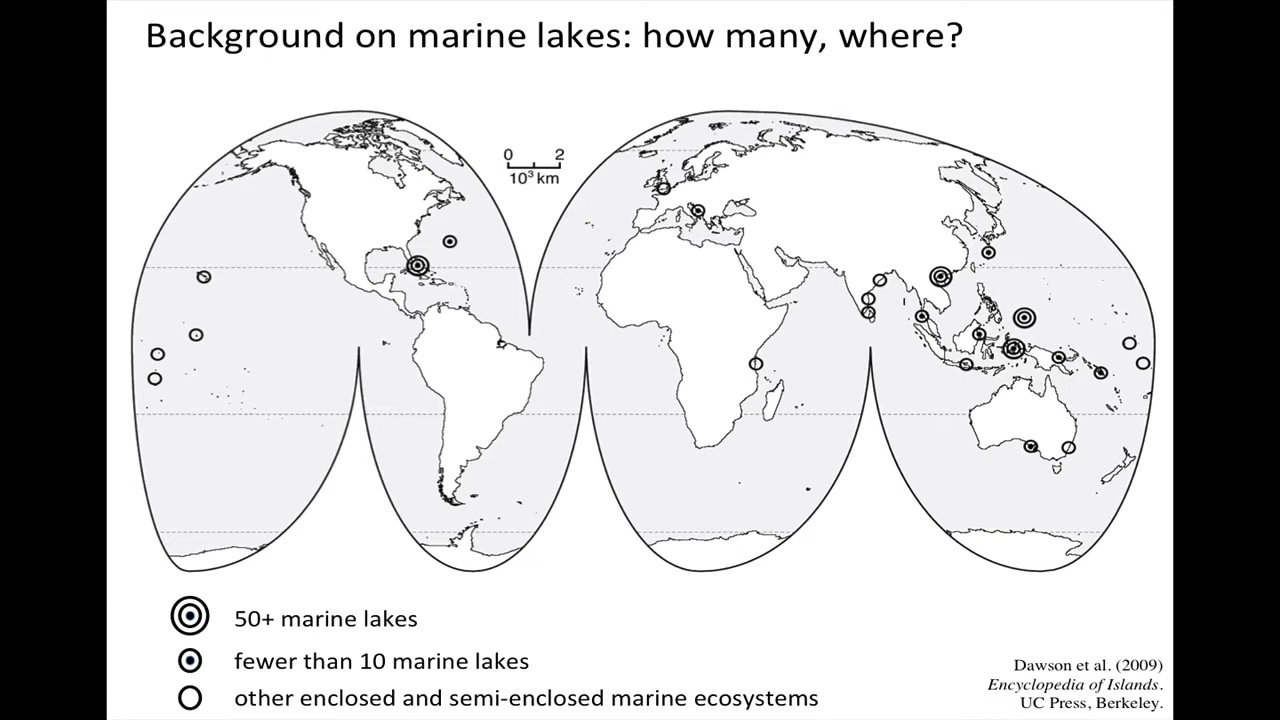 Background on marine lakes: how many, where?
0 2
10³ km
50+ marine lakes
fewer than 10 marine lakes
other enclosed and semi-enclosed marine ecosystems
Dawson et al. (2009)
Encyclopedia of Islands.
UC Press, Berkeley.